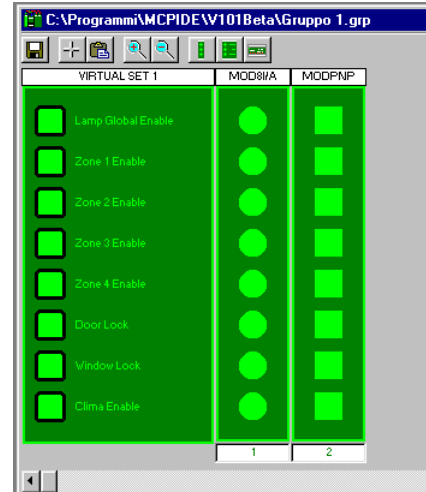 C:\Programmi\MCPIDE\V101Beta\Gruppo 1.grp
VIRTUAL SET 1 MOD8I/A MODPNP
Lamp Global Enable
Zone 1 Enable
Zone 2 Enable
Zone 3 Enable
Zone 4 Enable
Door Lock
Window Lock
Clima Enable
1 2